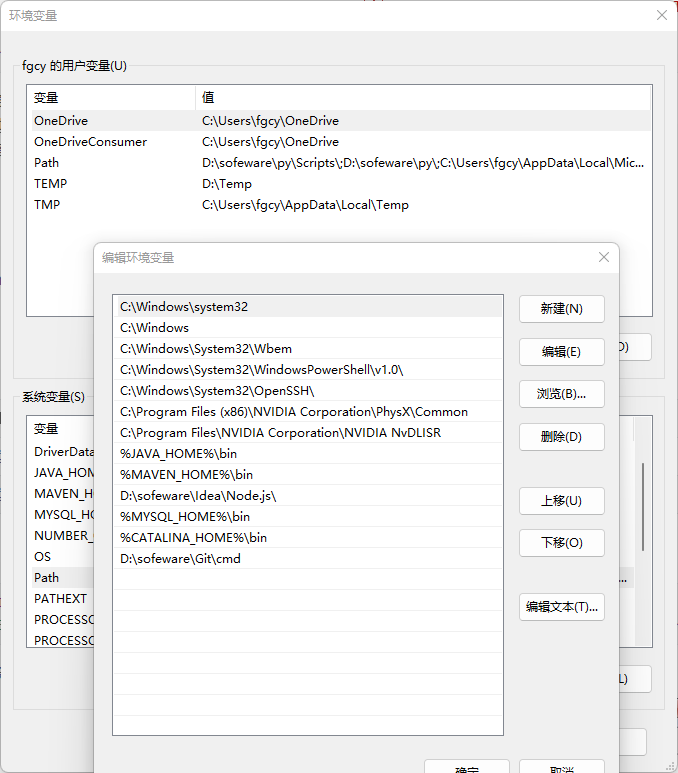 环境变量
fgcy 的用户变量(U)
变量 值
OneDrive C:\Users\fgcy\OneDrive
OneDriveConsumer C:\Users\fgcy\OneDrive
Path D:\sofeware\py\Scripts\;D:\sofeware\py\;C:\Users\fgcy\AppData\Local\Mic...
TEMP D:\Temp
TMP C:\Users\fgcy\AppData\Local\Temp
编辑环境变量
C:\Windows\system32
C:\Windows
C:\Windows\System32\Wbem
C:\Windows\System32\WindowsPowerShell\v1.0\
C:\Windows\System32\OpenSSH\
C:\Program Files (x86)\NVIDIA Corporation\PhysX\Common
C:\Program Files\NVIDIA Corporation\NVIDIA NvDLISR
%JAVA_HOME%\bin
%MAVEN_HOME%\bin
D:\sofeware\Idea\Node.js\
%MYSQL_HOME%\bin
%CATALINA_HOME%\bin
D:\sofeware\Git\cmd
新建(N)
编辑(E)
浏览(B)...
删除(D)
上移(U)
下移(O)
编辑文本(T)...
确定
取消
系统变量(S)
变量
DriverData
JAVA_HOM
MAVEN_H
MYSQL_HO
NUMBER_
OS
Path
PATHEXT
PROCESSO
PROCESSO
D)
...
L)